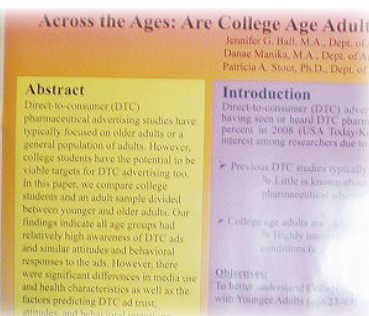 Across the Ages: Are College Age Adul
Jennifer G. Ball, M.A., Dept. of
Danae Manika, M.A., Dept. of A
Patricia A. Stout, Ph.D., Dept. of
Abstract
Direct-to-consumer (DTC)
pharmaceutical advertising studies have
typically focused on older adults or a
general population of adults. However,
college students have the potential to be
viable targets for DTC advertising too.
In this paper, we compare college
students and an adult sample divided
between younger and older adults. Our
findings indicate all age groups had
relatively high awareness of DTC ads
and similar attitudes and behavioral
responses to the ads. However, there
were significant differences in media use
and health characteristics as well as the
factors predicting DTC ad trust,
attitudes, and behavioral
Introduction
Direct-to-consumer (DTC) adver
having seen or heard DTC pharm
percent in 2008 (USA Today/K
interest among researchers due to
➤ Previous DTC studies typically
Little is known about
pharmaceutical
➤ College age adults are
Highly
conditions
Objectives:
To better understand
with Younger Adults